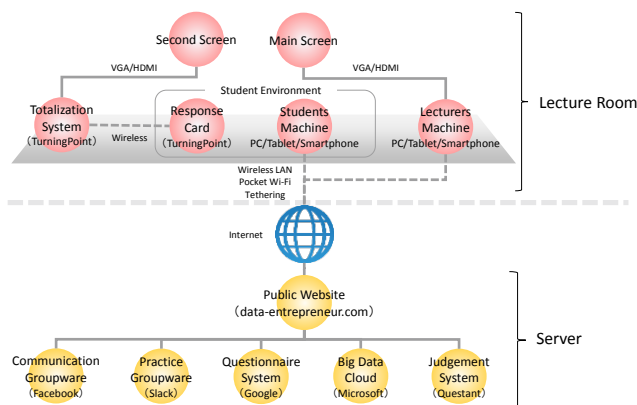 Second Screen
Main Screen
VGA/HDMI
VGA/HDMI
Student Environment
Lecture Room
Totalization
System
(TurningPoint)
Wireless
Response
Card
(TurningPoint)
Students
Machine
PC/Tablet/Smartphone
Lecturers
Machine
PC/Tablet/Smartphone
Wireless LAN
Pocket Wi-Fi
Tethering
Internet
Public Website
(data-entrepreneur.com)
Server
Communication
Groupware
(Facebook)
Practice
Groupware
(Slack)
Questionnaire
System
(Google)
Big Data
Cloud
(Microsoft)
Judgement
System
(Questant)